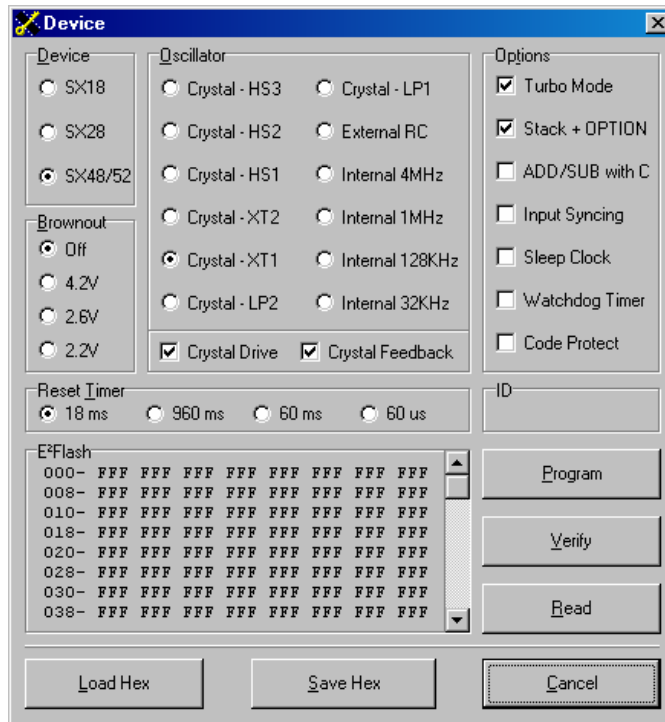 Device
Device
SX18
SX28
SX48/52
Brownout
Off
4.2V
2.6V
2.2V
Oscillator
Crystal - HS3
Crystal - HS2
Crystal - HS1
Crystal - XT2
Crystal - XT1
Crystal - LP2
Crystal - LP1
External RC
Internal 4MHz
Internal 1MHz
Internal 128KHz
Internal 32KHz
Crystal Drive Crystal Feedback
Options
Turbo Mode
Stack + OPTION
ADD/SUB with C
Input Syncing
Sleep Clock
Watchdog Timer
Code Protect
Reset Timer
18 ms 960 ms 60 ms 60 us
ID
E²Flash
000- FFF FFF FFF FFF FFF FFF FFF FFF
008- FFF FFF FFF FFF FFF FFF FFF FFF
010- FFF FFF FFF FFF FFF FFF FFF FFF
018- FFF FFF FFF FFF FFF FFF FFF FFF
020- FFF FFF FFF FFF FFF FFF FFF FFF
028- FFF FFF FFF FFF FFF FFF FFF FFF
030- FFF FFF FFF FFF FFF FFF FFF FFF
038- FFF FFF FFF FFF FFF FFF FFF FFF
Program
Verify
Read
Load Hex
Save Hex
Cancel